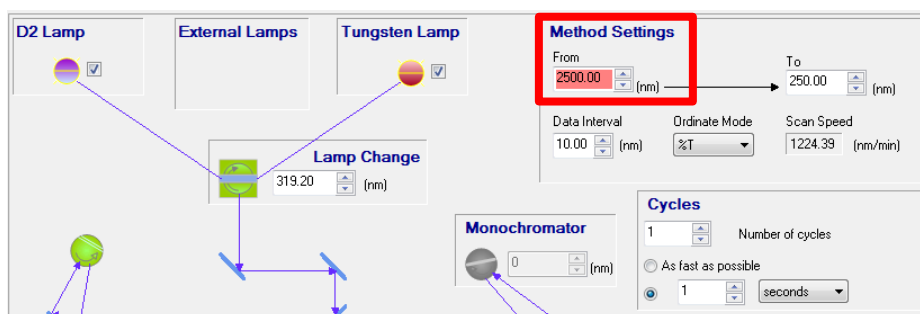 D2 Lamp
External Lamps
Tungsten Lamp
Method Settings
From
To
2500.00 (nm)
250.00 (nm)
Data Interval
Ordinate Mode
Scan Speed
10.00 (nm)
%T
1224.39 (nm/min)
Lamp Change
319.20 (nm)
Cycles
1 Number of cycles
As fast as possible
1 seconds
Monochromator
0 (nm)